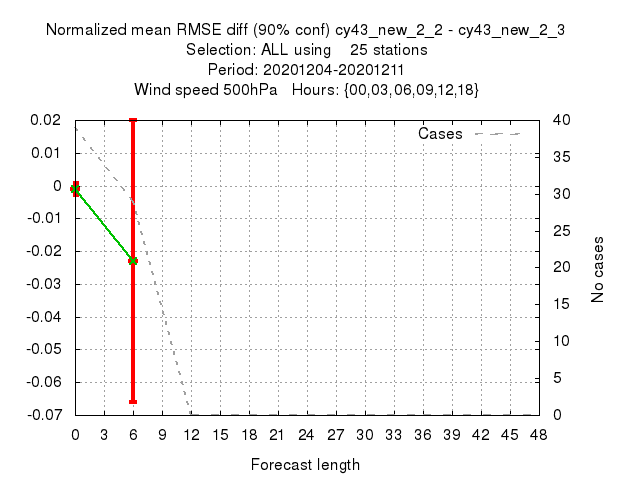 Normalized mean RMSE diff (90% conf) cy43_new_2_2 - cy43_new_2_3
Selection: ALL using    25 stations
Period: 20201204-20201211
Wind speed 500hPa   Hours: {00,03,06,09,12,18}
Cases
0.02
0.01
0
-0.01
-0.02
-0.03
-0.04
-0.05
-0.06
-0.07
40
35
30
25
20
15
10
5
0
No cases
0 3 6 9 12 15 18 21 24 27 30 33 36 39 42 45 48
Forecast length